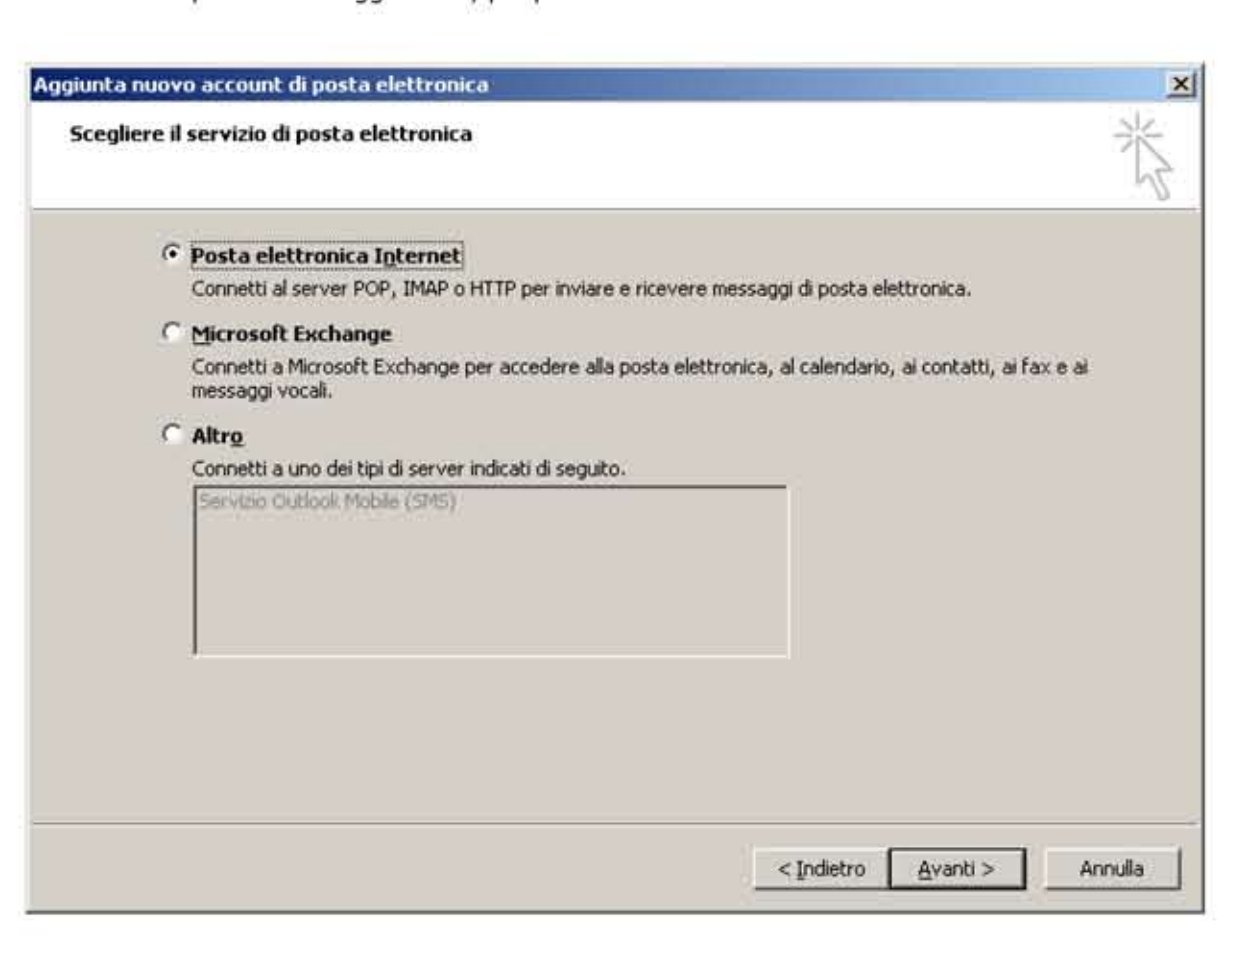 Aggiunta nuovo account di posta elettronica
Scegliere il servizio di posta elettronica
Posta elettronica Internet
Connetti al server POP, IMAP o HTTP per inviare e ricevere messaggi di posta elettronica.
Microsoft Exchange
Connetti a Microsoft Exchange per accedere alla posta elettronica, al calendario, ai contatti, ai fax e ai
messaggi vocali.
Altro
Connetti a uno dei tipi di server indicati di seguito.
Servizio Outlook Mobile (SMS)
< Indietro Avanti > Annulla